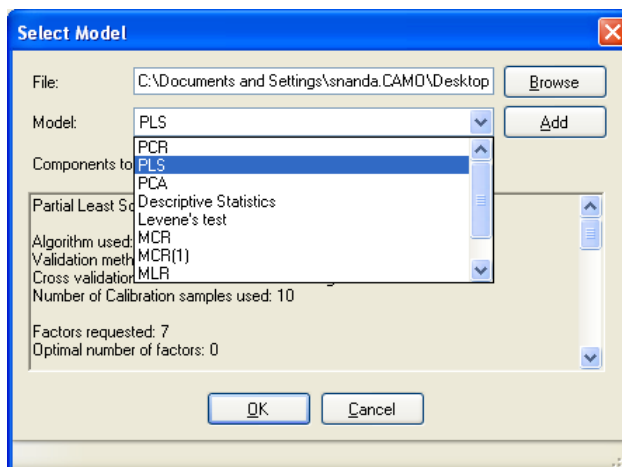 Select Model
File:
C:\Documents and Settings\snanda.CAMO\Desktop
Browse
Model:
PLS
Add
Components to
PCR
PLS
PCA
Descriptive Statistics
Levene's test
MCR
MCR(1)
MLR
Partial Least
Algorithm used:
Validation
Cross validation
Number of Calibration samples used: 10
Factors requested: 7
Optimal number of factors: 0
OK
Cancel